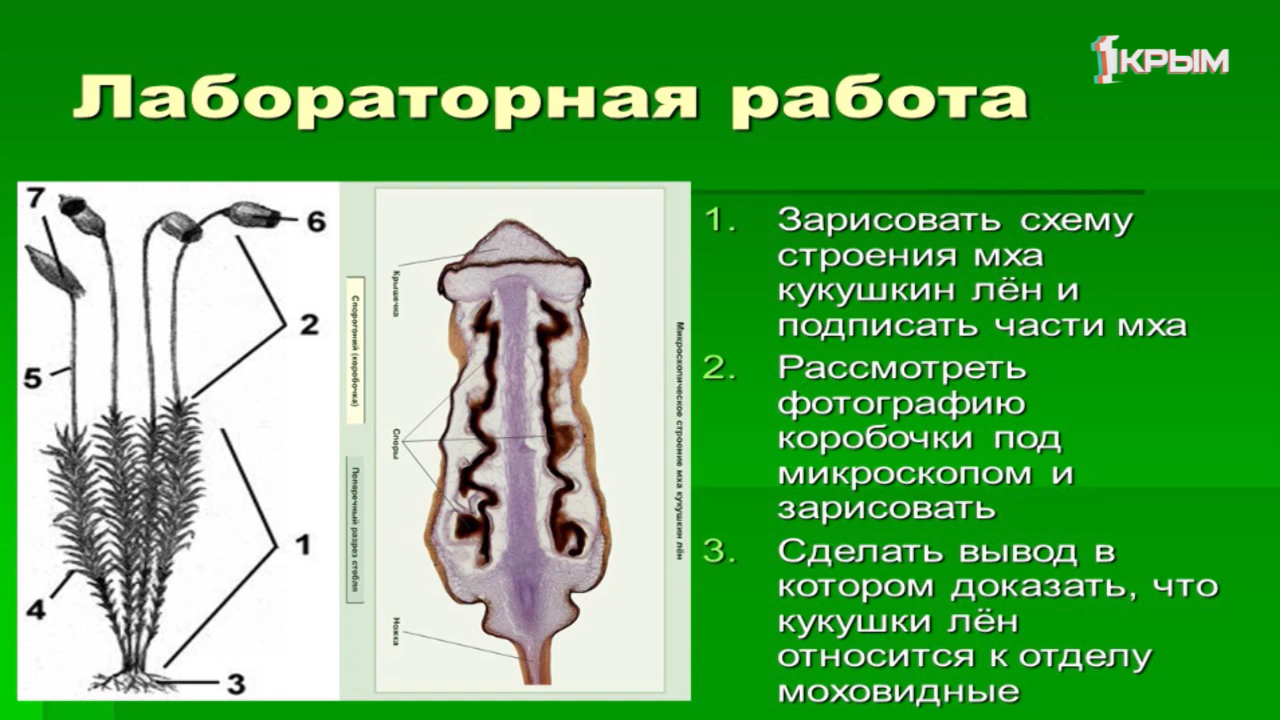 1КРЫМ
Лабораторная работа
7
6
2
5
1
4
3
Крышечка
Споры
Ножка
Спорогоний (коробочка)
Поперечный разрез стебля
Микроскопическое строение мха кукушкин лён
1. Зарисовать схему
строения мха
кукушкин лён и
подписать части мха
2. Рассмотреть
фотографию
коробочки под
микроскопом и
зарисовать
3. Сделать вывод в
котором доказать, что
кукушки лён
относится к отделу
моховидные